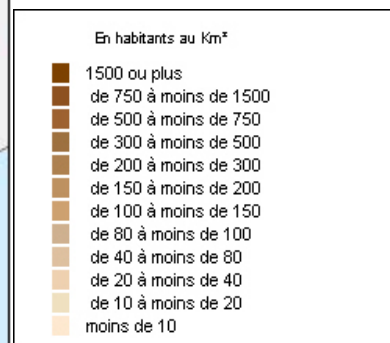 En habitants au Km²
1500 ou plus
de 750 à moins de 1500
de 500 à moins de 750
de 300 à moins de 500
de 200 à moins de 300
de 150 à moins de 200
de 100 à moins de 150
de 80 à moins de 100
de 40 à moins de 80
de 20 à moins de 40
de 10 à moins de 20
moins de 10